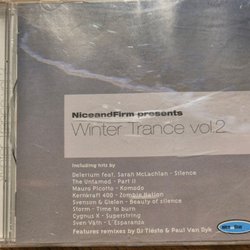 NiceandFirm presents
Winter Trance vol.2
Including hits by
Delerium feat. Sarah McLachlan - Silence
The Untamed - Part II
Mauro Picotto - Komodo
Kernkraft 400 - Zombie Nation
Svenson & Gielen - Beauty of silence
Storm - Time to burn
Cygnus X - Superstring
Sven Väth - L'Esperanza
Features remixes by DJ Tiësto & Paul Van Dyk